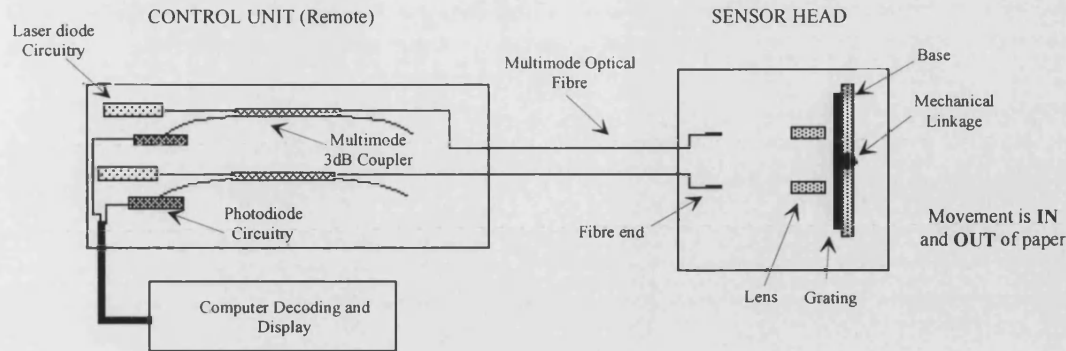 CONTROL UNIT (Remote)
SENSOR HEAD
Laser diode
Circuitry
Multimode Optical
Fibre
Base
Mechanical
Linkage
Multimode
3dB Coupler
Photodiode
Circuitry
Fibre end
Movement is IN
and OUT of paper
Lens
Grating
Computer Decoding and
Display